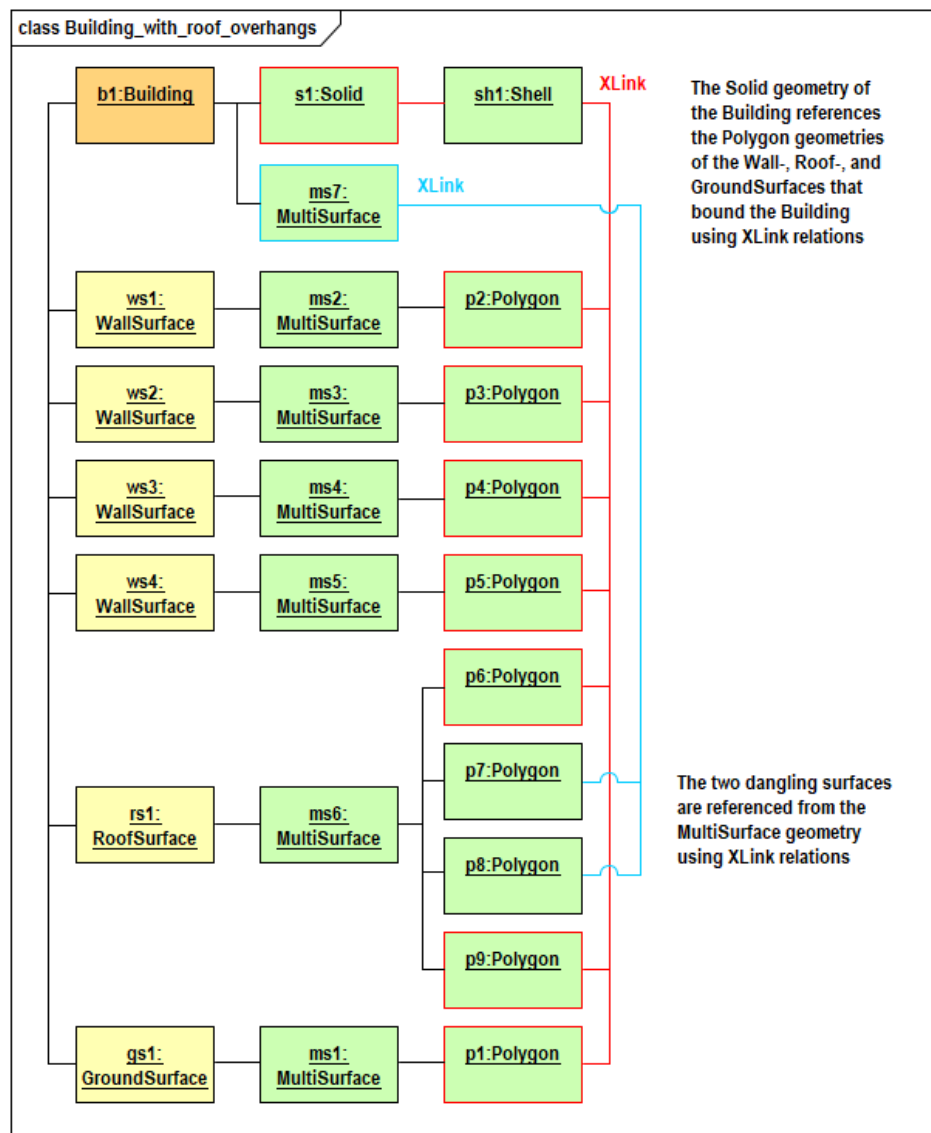 class Building_with_roof_overhangs
b1:Building
s1:Solid
sh1:Shell
XLink
The Solid geometry of
the Building references
the Polygon geometries
of the Wall-, Roof-, and
GroundSurfaces that
bound the Building
using XLink relations
ms7:
MultiSurface
XLink
ws1:
WallSurface
ms2:
MultiSurface
p2:Polygon
ws2:
WallSurface
ms3:
MultiSurface
p3:Polygon
ws3:
WallSurface
ms4:
MultiSurface
p4:Polygon
ws4:
WallSurface
ms5:
MultiSurface
p5:Polygon
p6:Polygon
p7:Polygon
rs1:
RoofSurface
ms6:
MultiSurface
p8:Polygon
p9:Polygon
The two dangling surfaces
are referenced from the
MultiSurface geometry
using XLink relations
gs1:
GroundSurface
ms1:
MultiSurface
p1:Polygon